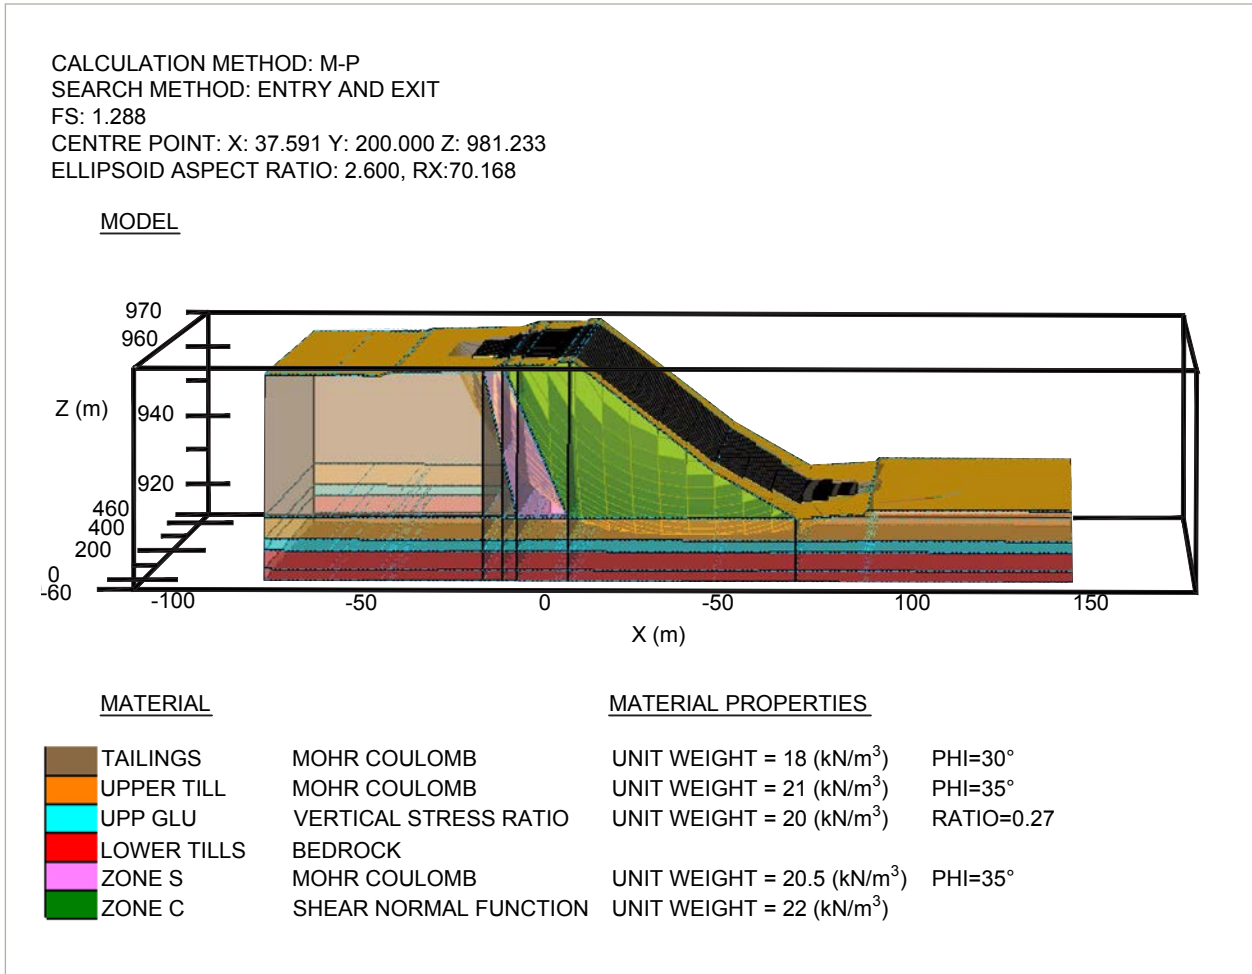 CALCULATION METHOD: M-P
SEARCH METHOD: ENTRY AND EXIT
FS: 1.288
CENTRE POINT: X: 37.591 Y: 200.000 Z: 981.233
ELLIPSOID ASPECT RATIO: 2.600, RX:70.168
MODEL
970
960
Z (m)
940
920
460
400
200
0
-60
-100 -50 0 -50 100 150
X (m)
MATERIAL MATERIAL PROPERTIES
TAILINGS MOHR COULOMB UNIT WEIGHT = 18 (kN/m³) PHI=30°
UPPER TILL MOHR COULOMB UNIT WEIGHT = 21 (kN/m³) PHI=35°
UPP GLU VERTICAL STRESS RATIO UNIT WEIGHT = 20 (kN/m³) RATIO=0.27
LOWER TILLS BEDROCK
ZONE S MOHR COULOMB UNIT WEIGHT = 20.5 (kN/m³) PHI=35°
ZONE C SHEAR NORMAL FUNCTION UNIT WEIGHT = 22 (kN/m³)